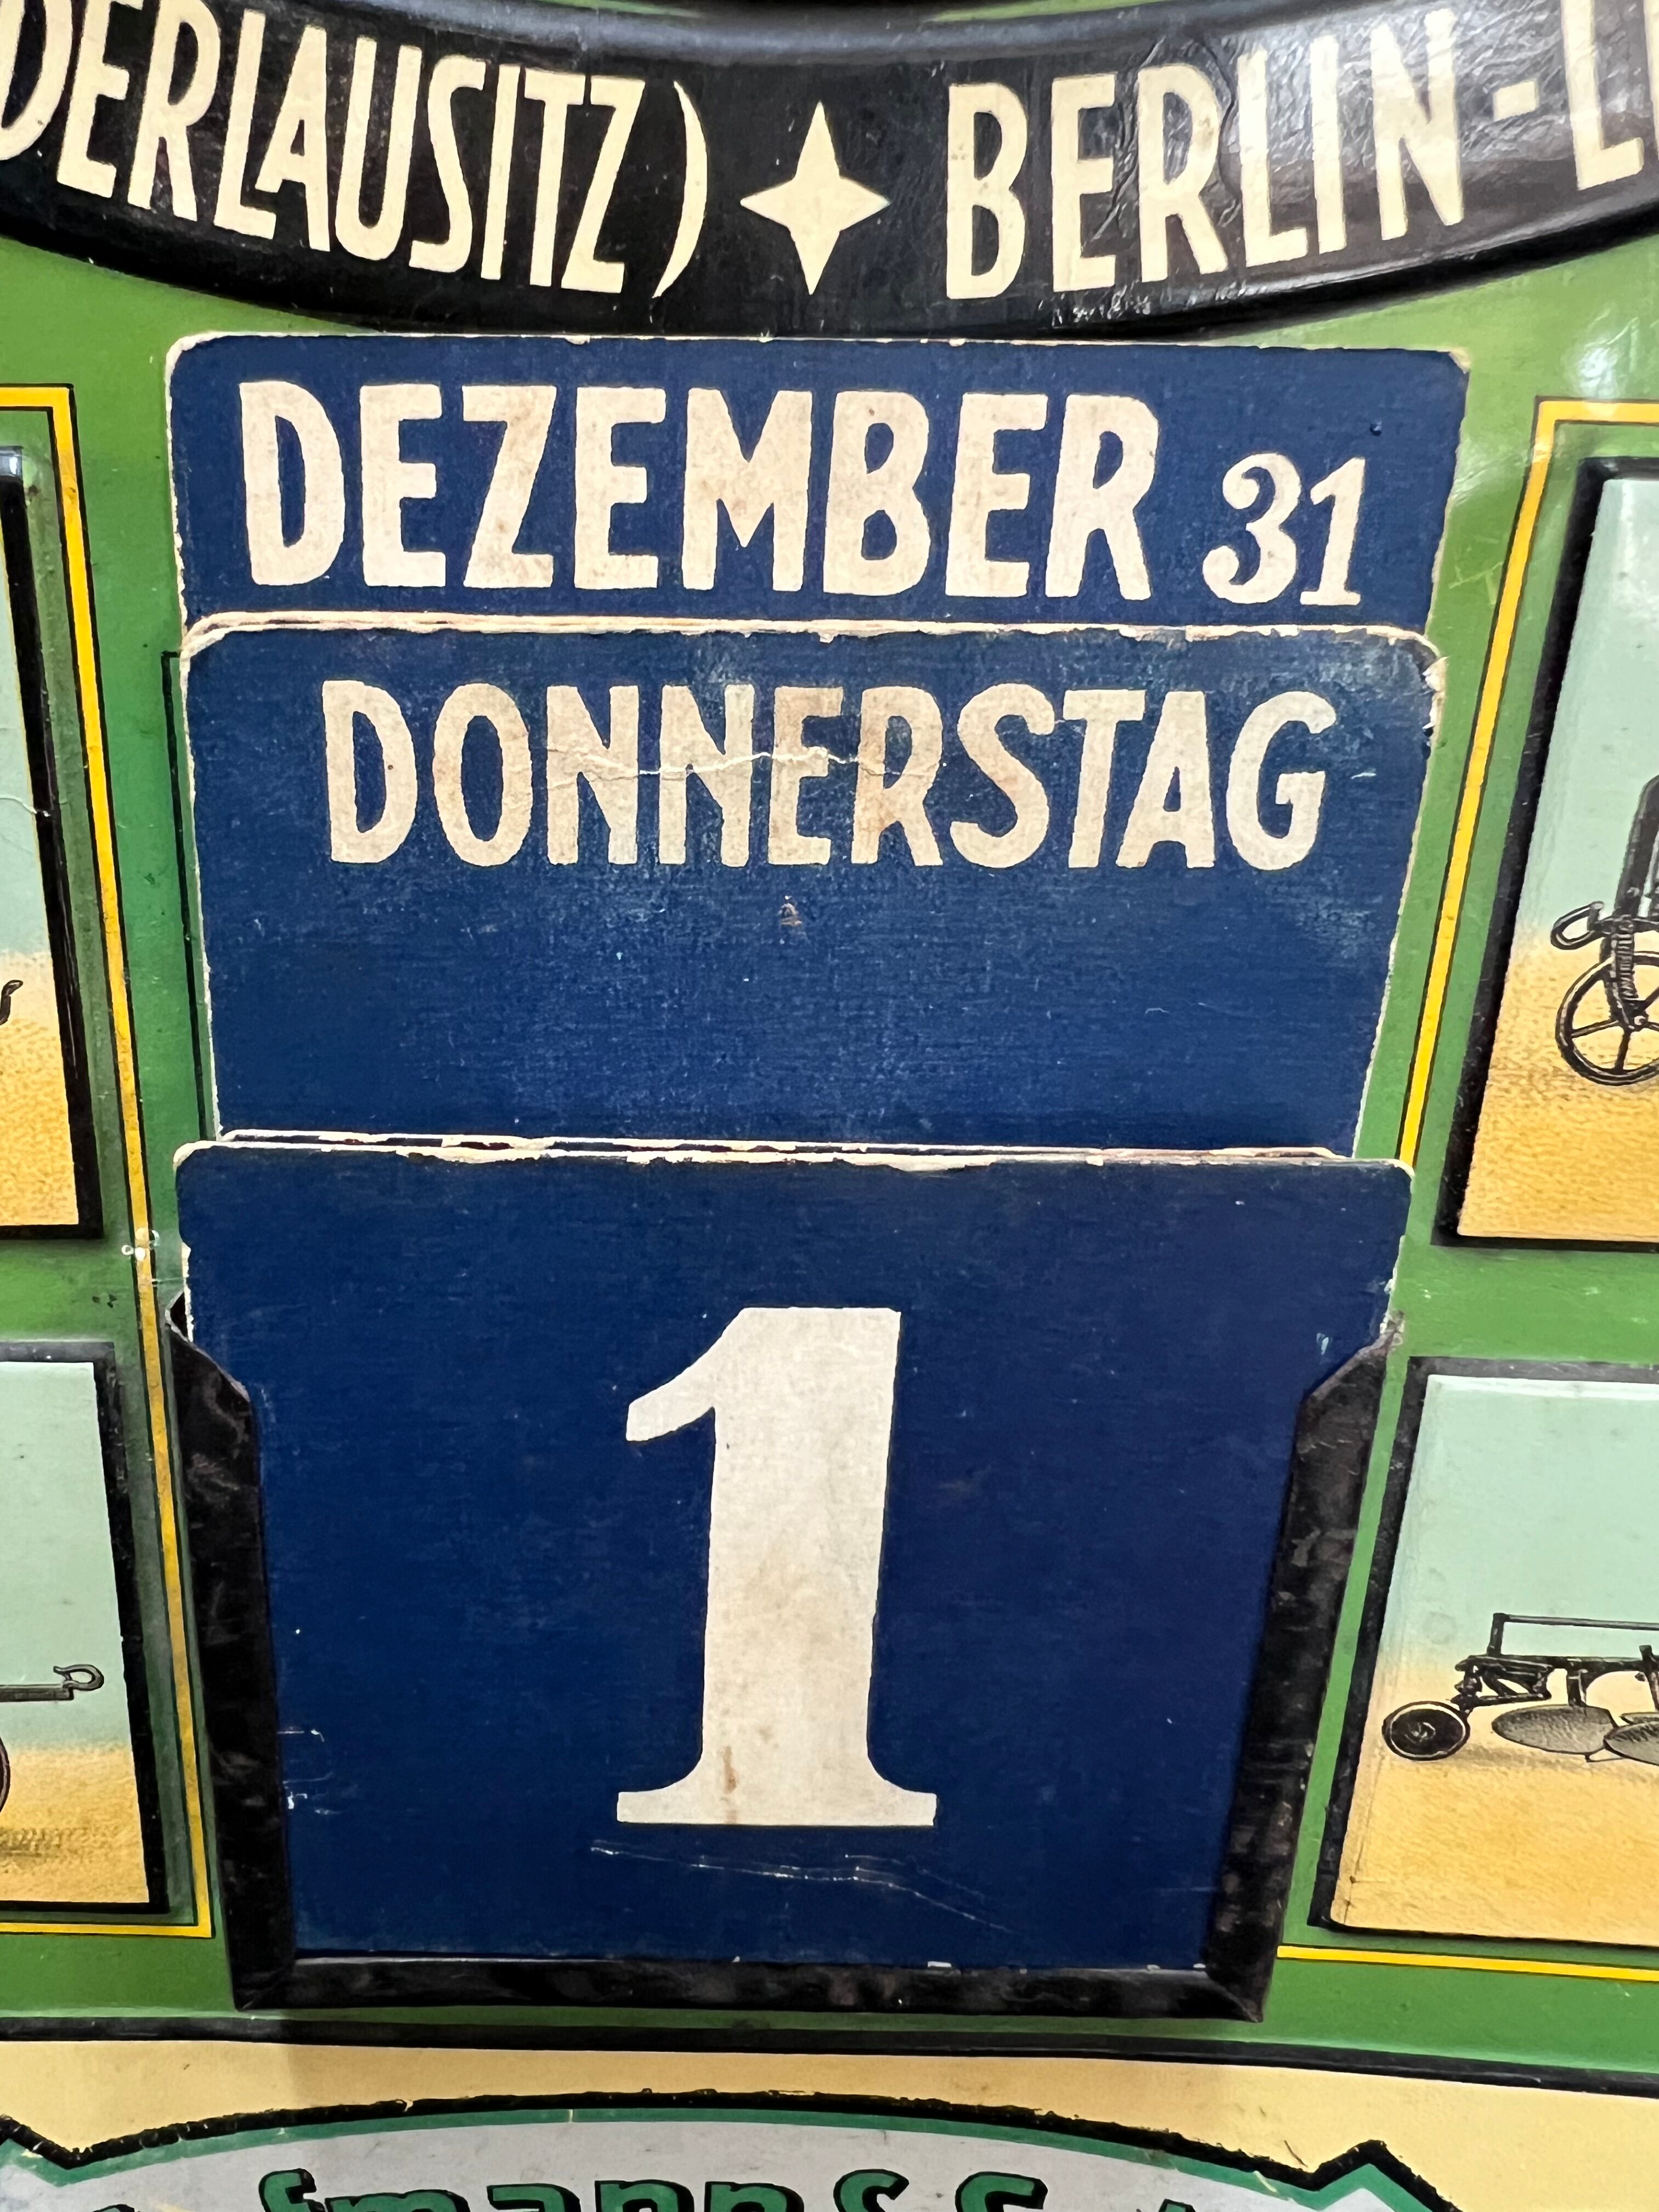 DERLAUSITZ) ✦ BERLIN-
DEZEMBER 31
DONNERSTAG
1